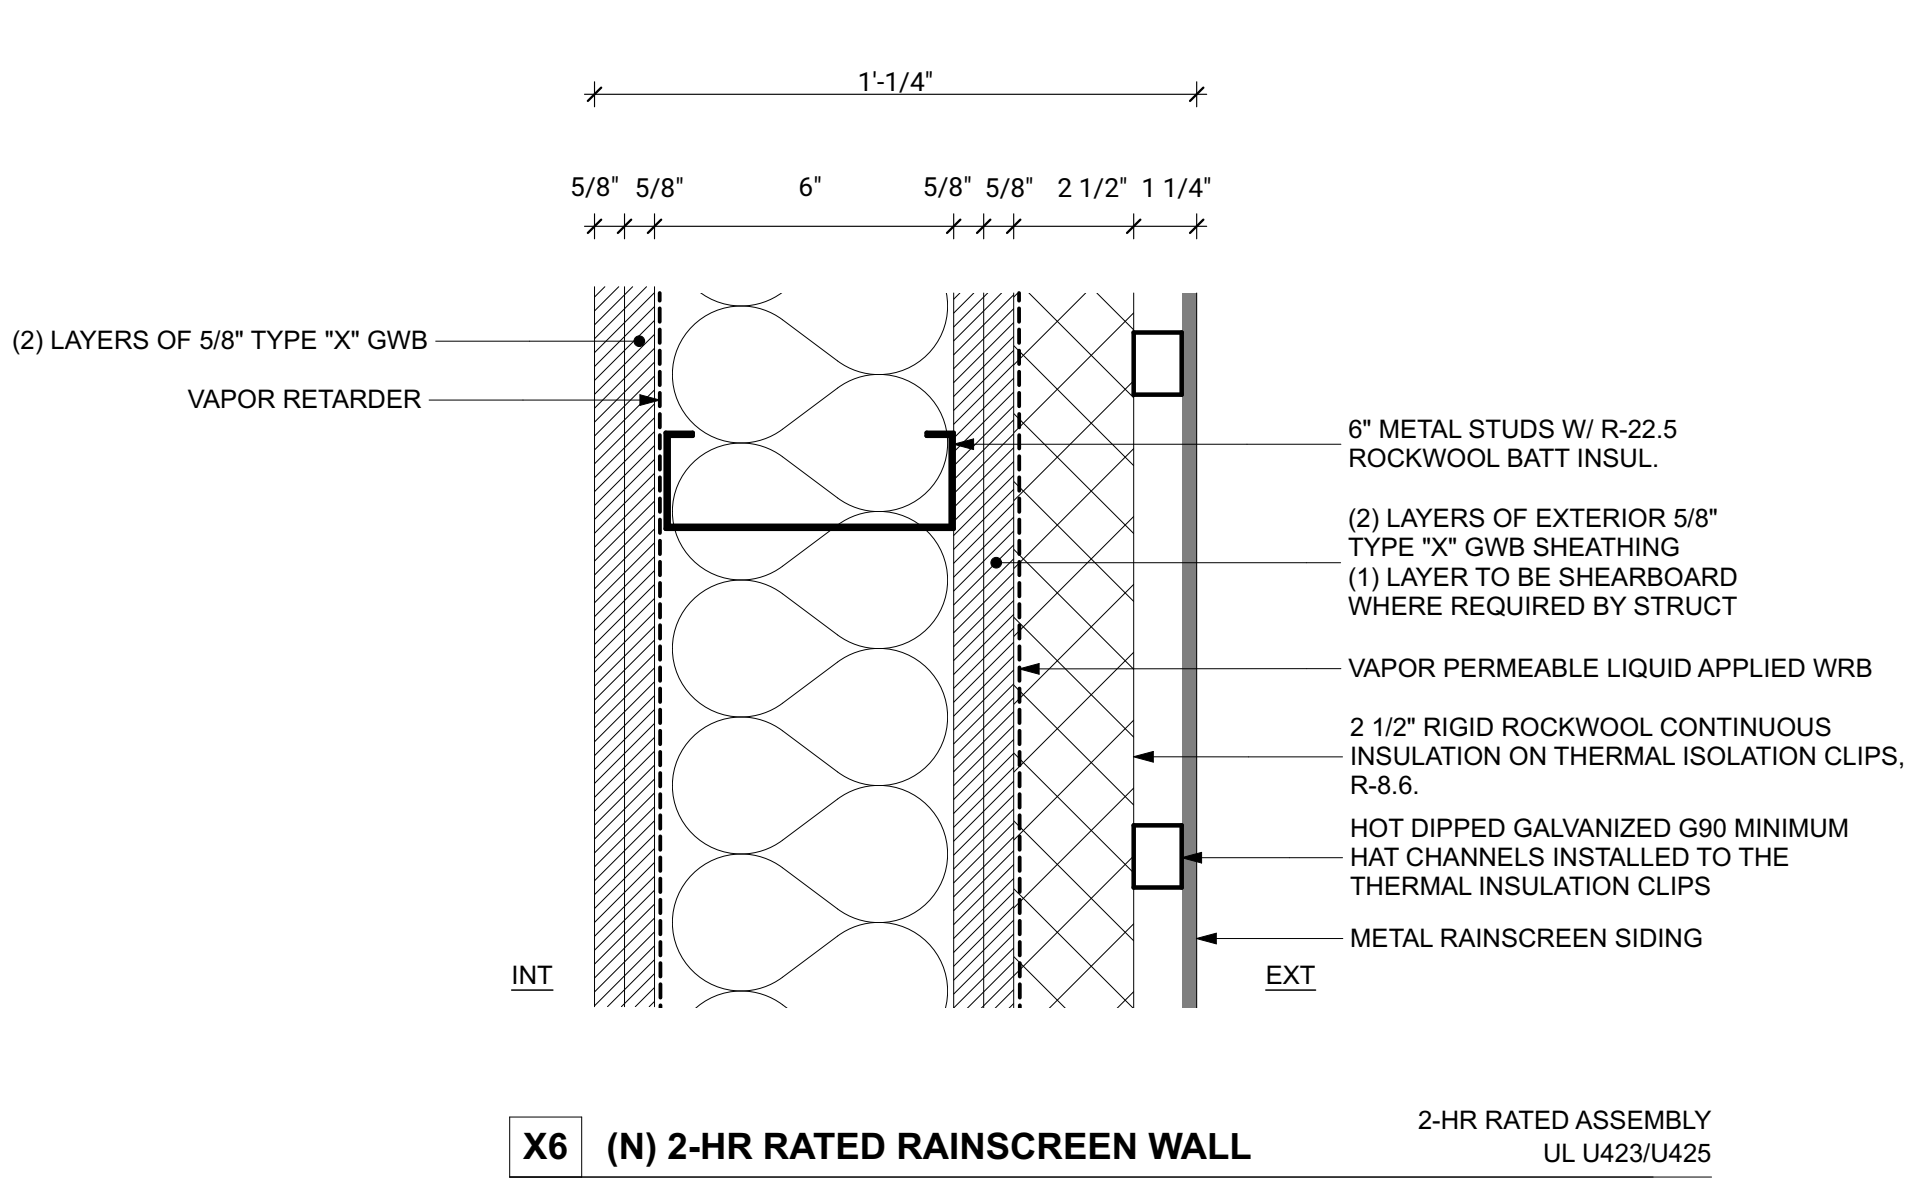 1'-1/4"
5/8" 5/8" 6" 5/8" 5/8" 2 1/2" 1 1/4"
(2) LAYERS OF 5/8" TYPE "X" GWB
VAPOR RETARDER
6" METAL STUDS W/ R-22.5
ROCKWOOL BATT INSUL.
(2) LAYERS OF EXTERIOR 5/8"
TYPE "X" GWB SHEATHING
(1) LAYER TO BE SHEARBOARD
WHERE REQUIRED BY STRUCT
VAPOR PERMEABLE LIQUID APPLIED WRB
2 1/2" RIGID ROCKWOOL CONTINUOUS
INSULATION ON THERMAL ISOLATION CLIPS,
R-8.6.
HOT DIPPED GALVANIZED G90 MINIMUM
HAT CHANNELS INSTALLED TO THE
THERMAL INSULATION CLIPS
METAL RAINSCREEN SIDING
INT
EXT
X6 (N) 2-HR RATED RAINSCREEN WALL
2-HR RATED ASSEMBLY
UL U423/U425